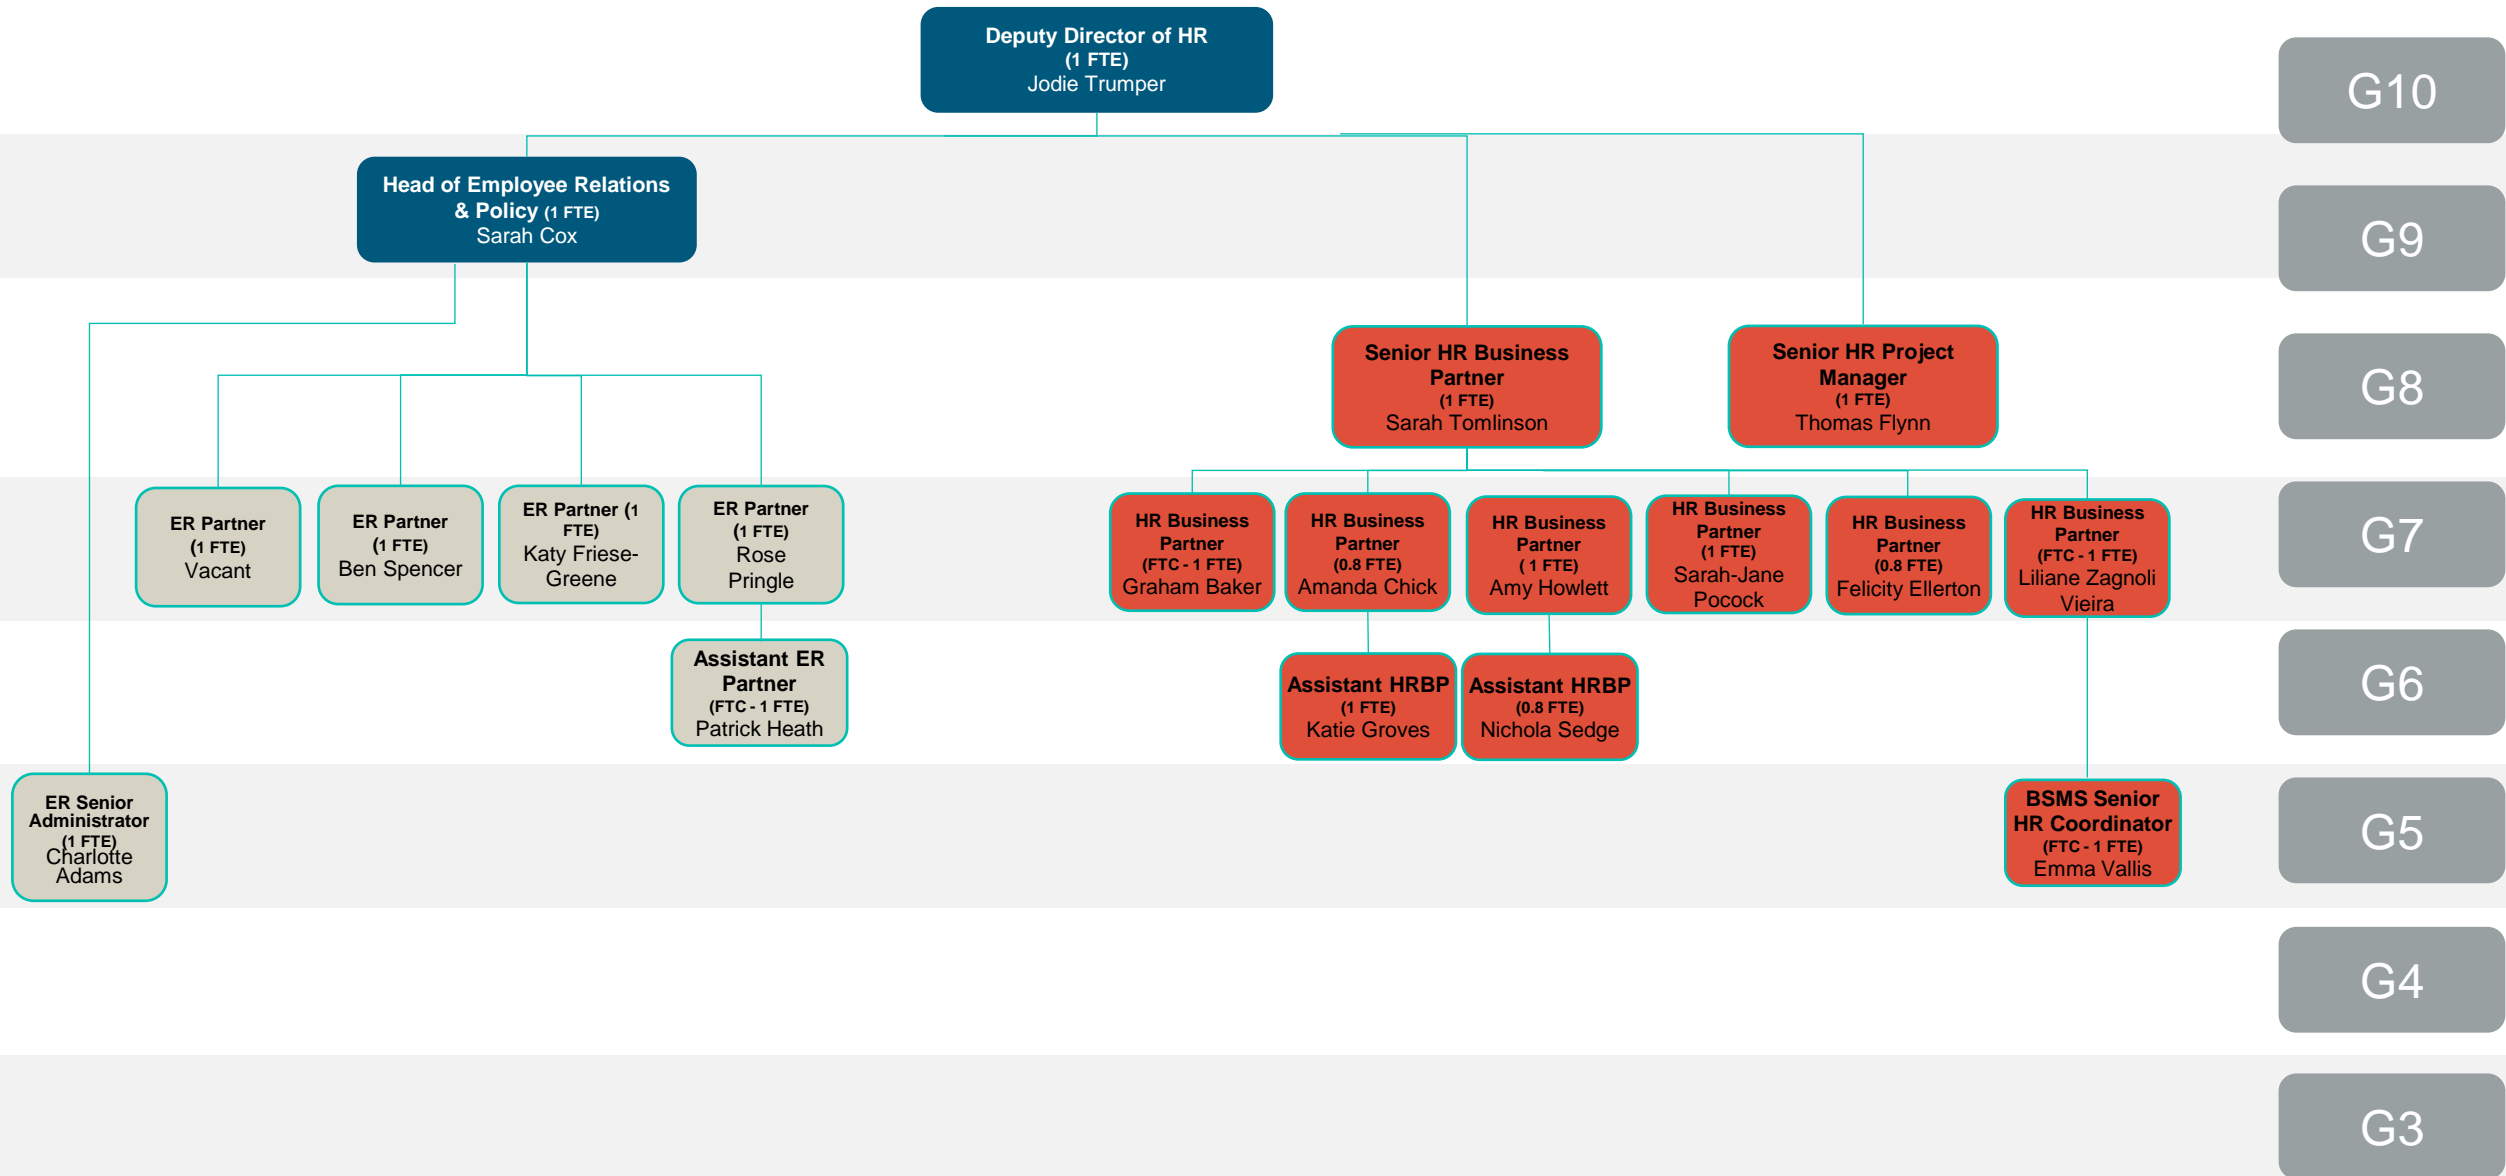 Deputy Director of HR
(1 FTE)
Jodie Trumper
G10
Head of Employee Relations
& Policy (1 FTE)
Sarah Cox
G9
Senior HR Business
Partner
(1 FTE)
Sarah Tomlinson
Senior HR Project
Manager
(1 FTE)
Thomas Flynn
G8
ER Partner
(1 FTE)
Vacant
ER Partner
(1 FTE)
Ben Spencer
ER Partner (1
FTE)
Katy Friese-
Greene
ER Partner
(1 FTE)
Rose
Pringle
HR Business
Partner
(FTC - 1 FTE)
Graham Baker
HR Business
Partner
(0.8 FTE)
Amanda Chick
HR Business
Partner
( 1 FTE)
Amy Howlett
HR Business
Partner
(1 FTE)
Sarah-Jane
Pocock
HR Business
Partner
(0.8 FTE)
Felicity Ellerton
HR Business
Partner
(FTC - 1 FTE)
Liliane Zagnoli
Vieira
G7
Assistant ER
Partner
(FTC - 1 FTE)
Patrick Heath
Assistant HRBP
(1 FTE)
Katie Groves
Assistant HRBP
(0.8 FTE)
Nichola Sedge
G6
ER Senior
Administrator
(1 FTE)
Charlotte
Adams
BSMS Senior
HR Coordinator
(FTC - 1 FTE)
Emma Vallis
G5
G4
G3